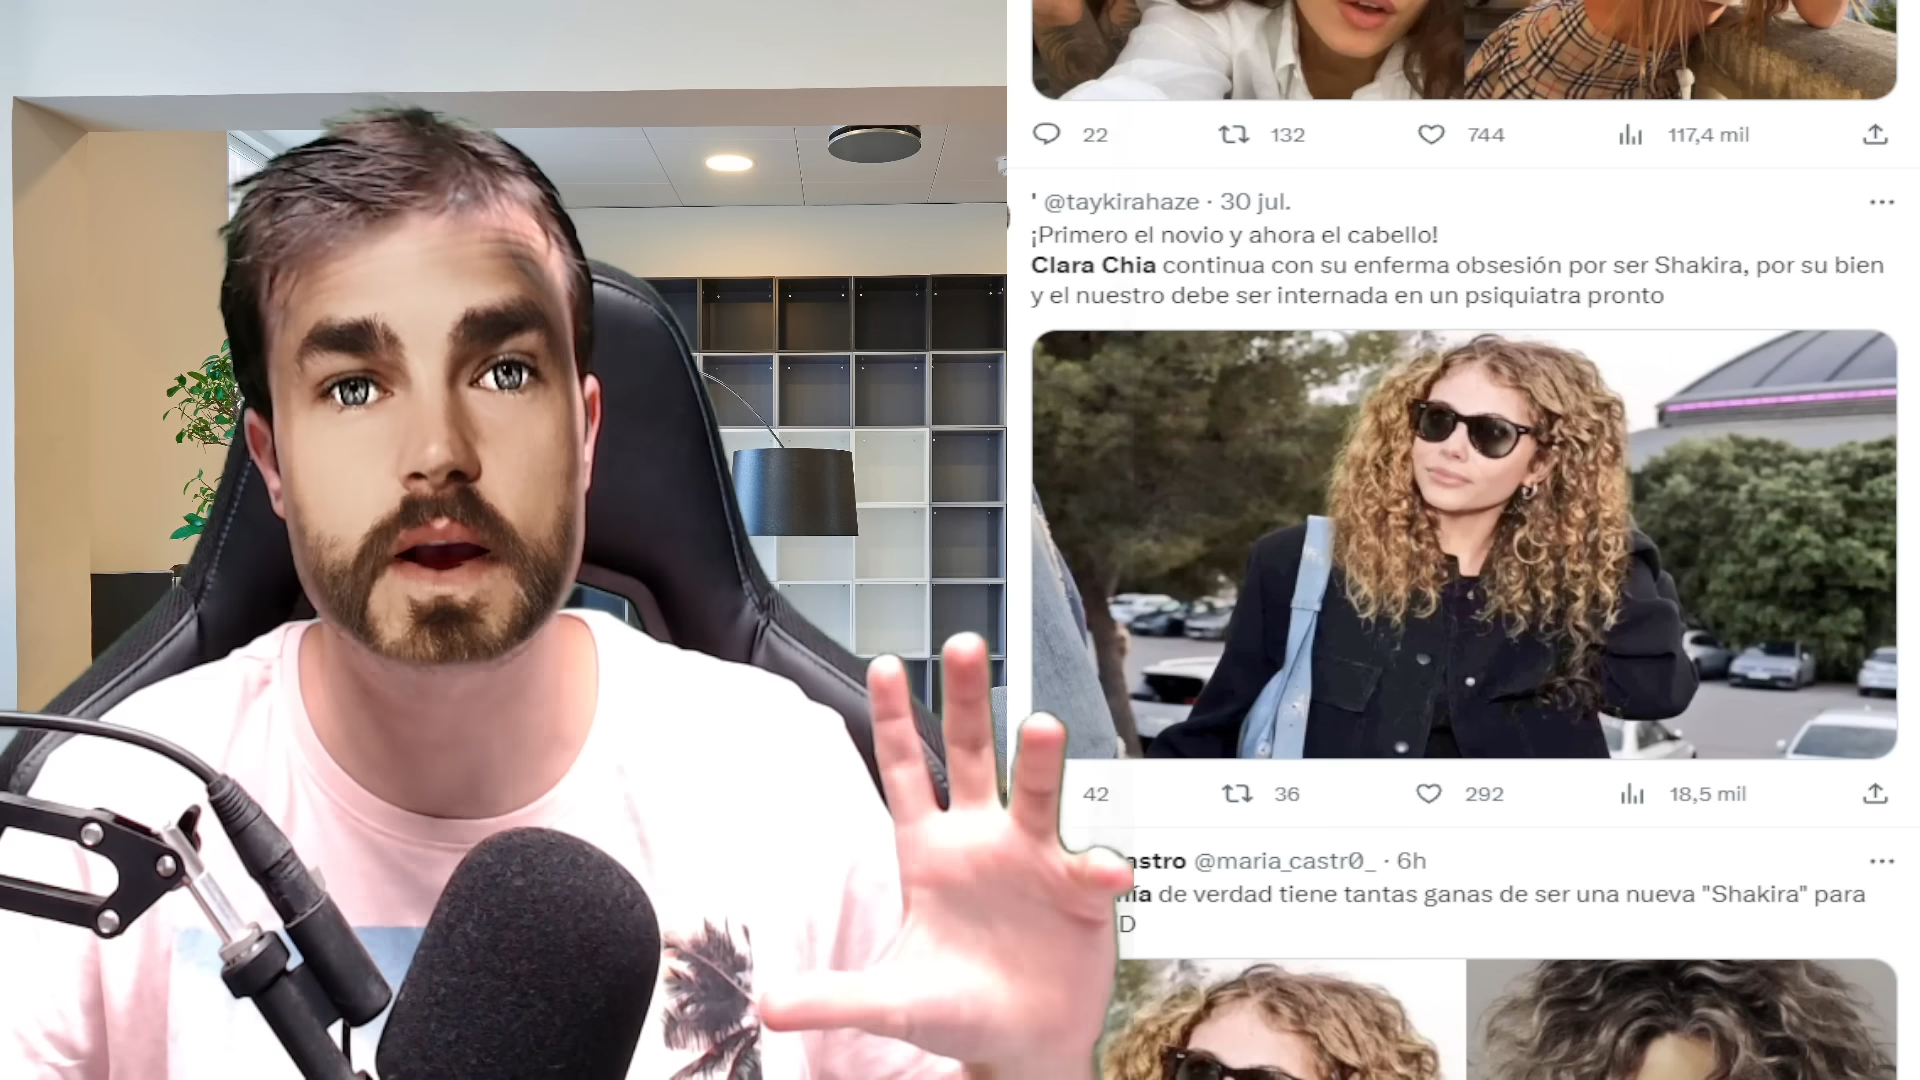 22 132 744 117,4 mil
' @taykirahaze · 30 jul.
¡Primero el novio y ahora el cabello!
Clara Chia continua con su enferma obsesión por ser Shakira, por su bien
y el nuestro debe ser internada en un psiquiatra pronto
42 36 292 18,5 mil
astro @maria_castr0_ · 6h
ía de verdad tiene tantas ganas de ser una nueva "Shakira" para
D